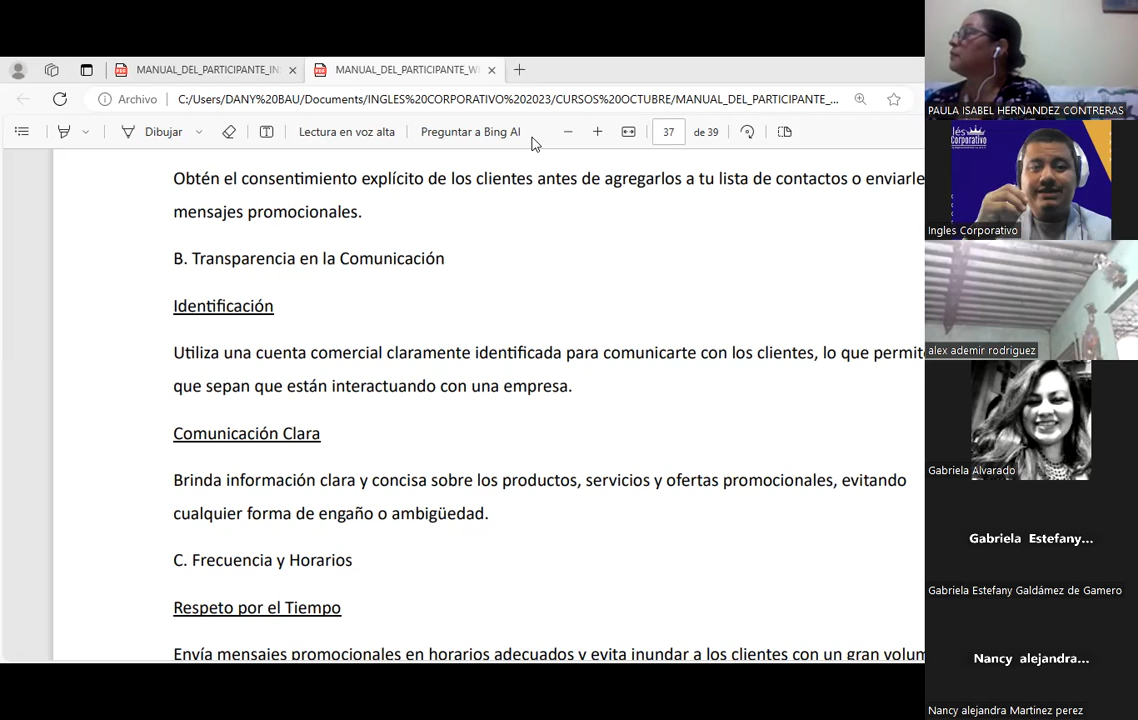 MANUAL_DEL_PARTICIPANTE_IN
MANUAL_DEL_PARTICIPANTE_W
Archivo
C:/Users/DANY%20BAU/Documents/INGLES%20CORPORATIVO%202023/CURSOS%20OCTUBRE/MANUAL_DEL_PARTICIPANTE_...
Dibujar
Lectura en voz alta
Preguntar a Bing AI
37
de 39
Obtén el consentimiento explícito de los clientes antes de agregarlos a tu lista de contactos o enviarle
mensajes promocionales.
B. Transparencia en la Comunicación
Identificación
Utiliza una cuenta comercial claramente identificada para comunicarte con los clientes, lo que permit
que sepan que están interactuando con una empresa.
Comunicación Clara
Brinda información clara y concisa sobre los productos, servicios y ofertas promocionales, evitando
cualquier forma de engaño o ambigüedad.
C. Frecuencia y Horarios
Respeto por el Tiempo
Envía mensajes promocionales en horarios adecuados y evita inundar a los clientes con un gran volum
PAULA ISABEL HERNANDEZ CONTRERAS
lés
Corporativo
Ingles Corporativo
alex ademir rodriguez
Gabriela Alvarado
Gabriela Estefany...
Gabriela Estefany Galdámez de Gamero
Nancy alejandra...
Nancy alejandra Martinez perez